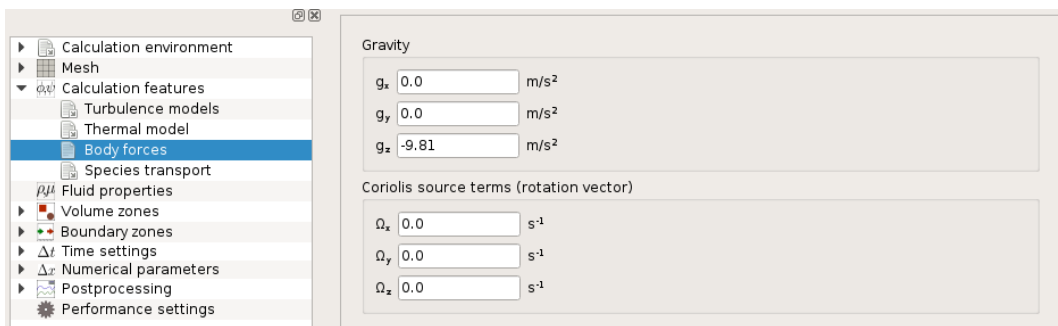 Calculation environment
Mesh
Calculation features
Turbulence models
Thermal model
Body forces
Species transport
Fluid properties
Volume zones
Boundary zones
Δt Time settings
Δx Numerical parameters
Postprocessing
Performance settings
Gravity
gₓ 0.0 m/s²
gᵧ 0.0 m/s²
g_z -9.81 m/s²
Coriolis source terms (rotation vector)
Ωₓ 0.0 s⁻¹
Ωᵧ 0.0 s⁻¹
Ω_z 0.0 s⁻¹